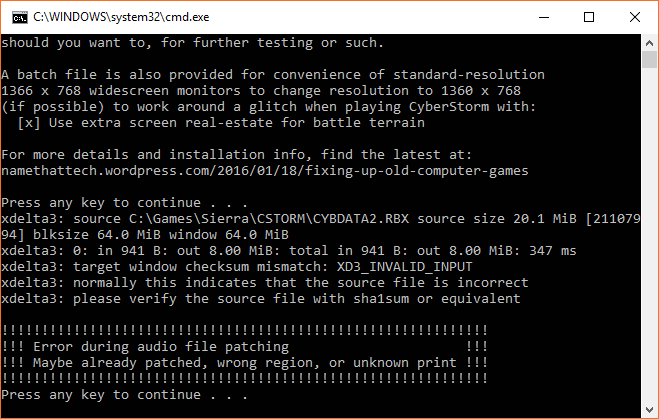 C:\WINDOWS\system32\cmd.exe
should you want to, for further testing or such.
A batch file is also provided for convenience of standard-resolution
1366 x 768 widescreen monitors to change resolution to 1360 x 768
(if possible) to work around a glitch when playing CyberStorm with:
[x] Use extra screen real-estate for battle terrain
For more details and installation info, find the latest at:
namethattech.wordpress.com/2016/01/18/fixing-up-old-computer-games
Press any key to continue . . .
xdelta3: source C:\Games\Sierra\CSTORM\CYBDATA2.RBX source size 20.1 MiB [211079
94] blksize 64.0 MiB window 64.0 MiB
xdelta3: 0: in 941 B: out 8.00 MiB: total in 941 B: out 8.00 MiB: 347 ms
xdelta3: target window checksum mismatch: XD3_INVALID_INPUT
xdelta3: normally this indicates that the source file is incorrect
xdelta3: please verify the source file with sha1sum or equivalent
!!!!!!!!!!!!!!!!!!!!!!!!!!!!!!!!!!!!!!!!!!!!!!!!!!!!!!!!!!!!!
!!! Error during audio file patching                      !!!
!!! Maybe already patched, wrong region, or unknown print !!!
!!!!!!!!!!!!!!!!!!!!!!!!!!!!!!!!!!!!!!!!!!!!!!!!!!!!!!!!!!!!!
Press any key to continue . . .